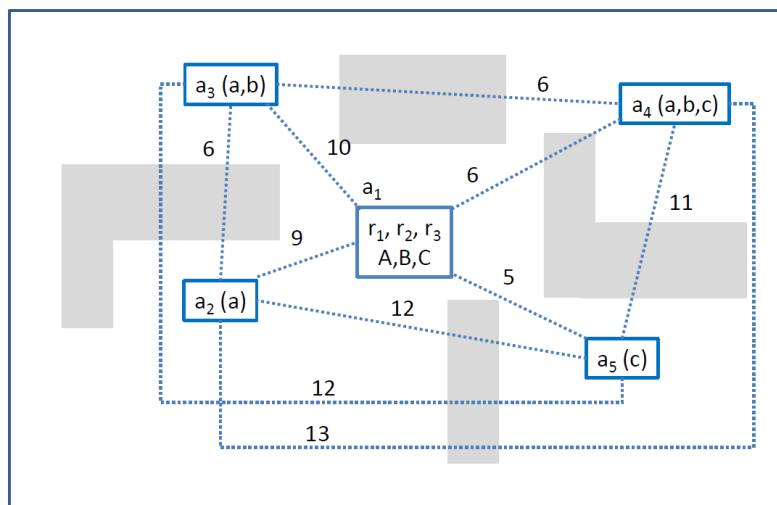 a₃ (a,b)
6
a₄ (a,b,c)
6
10
a₁
6
11
r₁, r₂, r₃
A,B,C
9
5
a₂ (a)
12
a₅ (c)
12
13